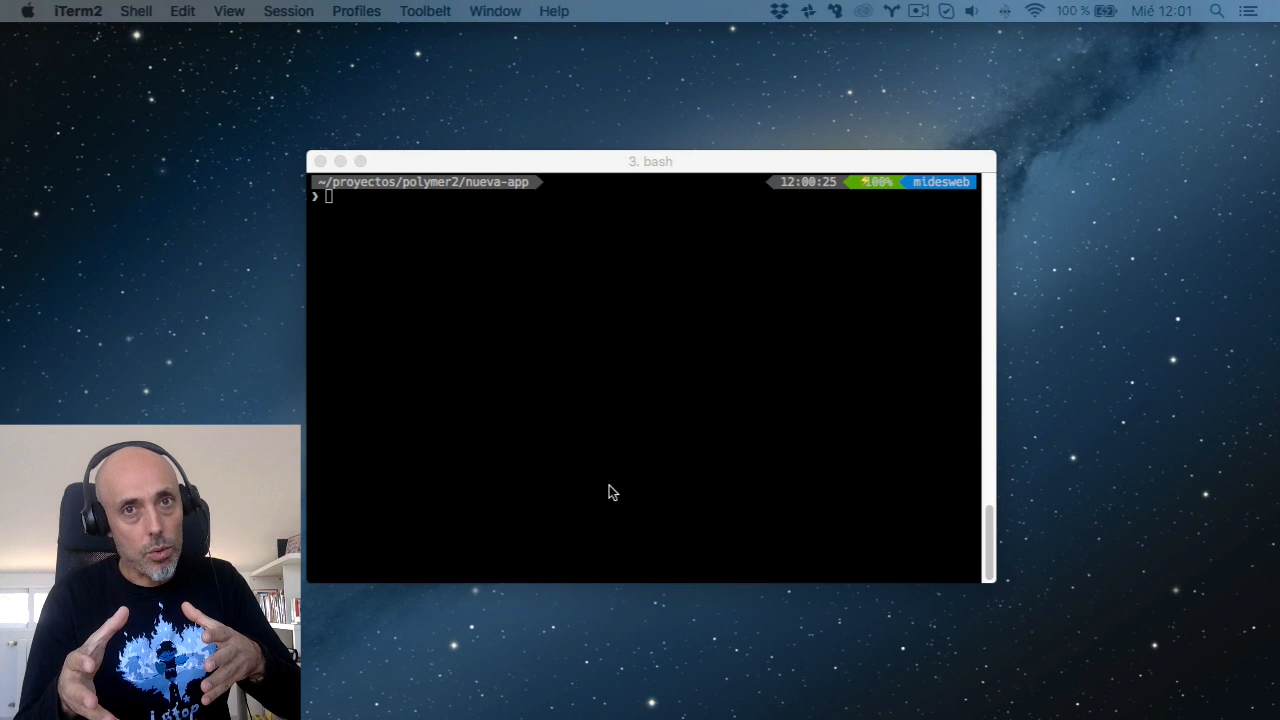 iTerm2 Shell Edit View Session Profiles Toolbelt Window Help 100 % Mié 12:01
3. bash
~/proyectos/polymer2/nueva-app 12:00:25 100% midesweb
❯
I stop